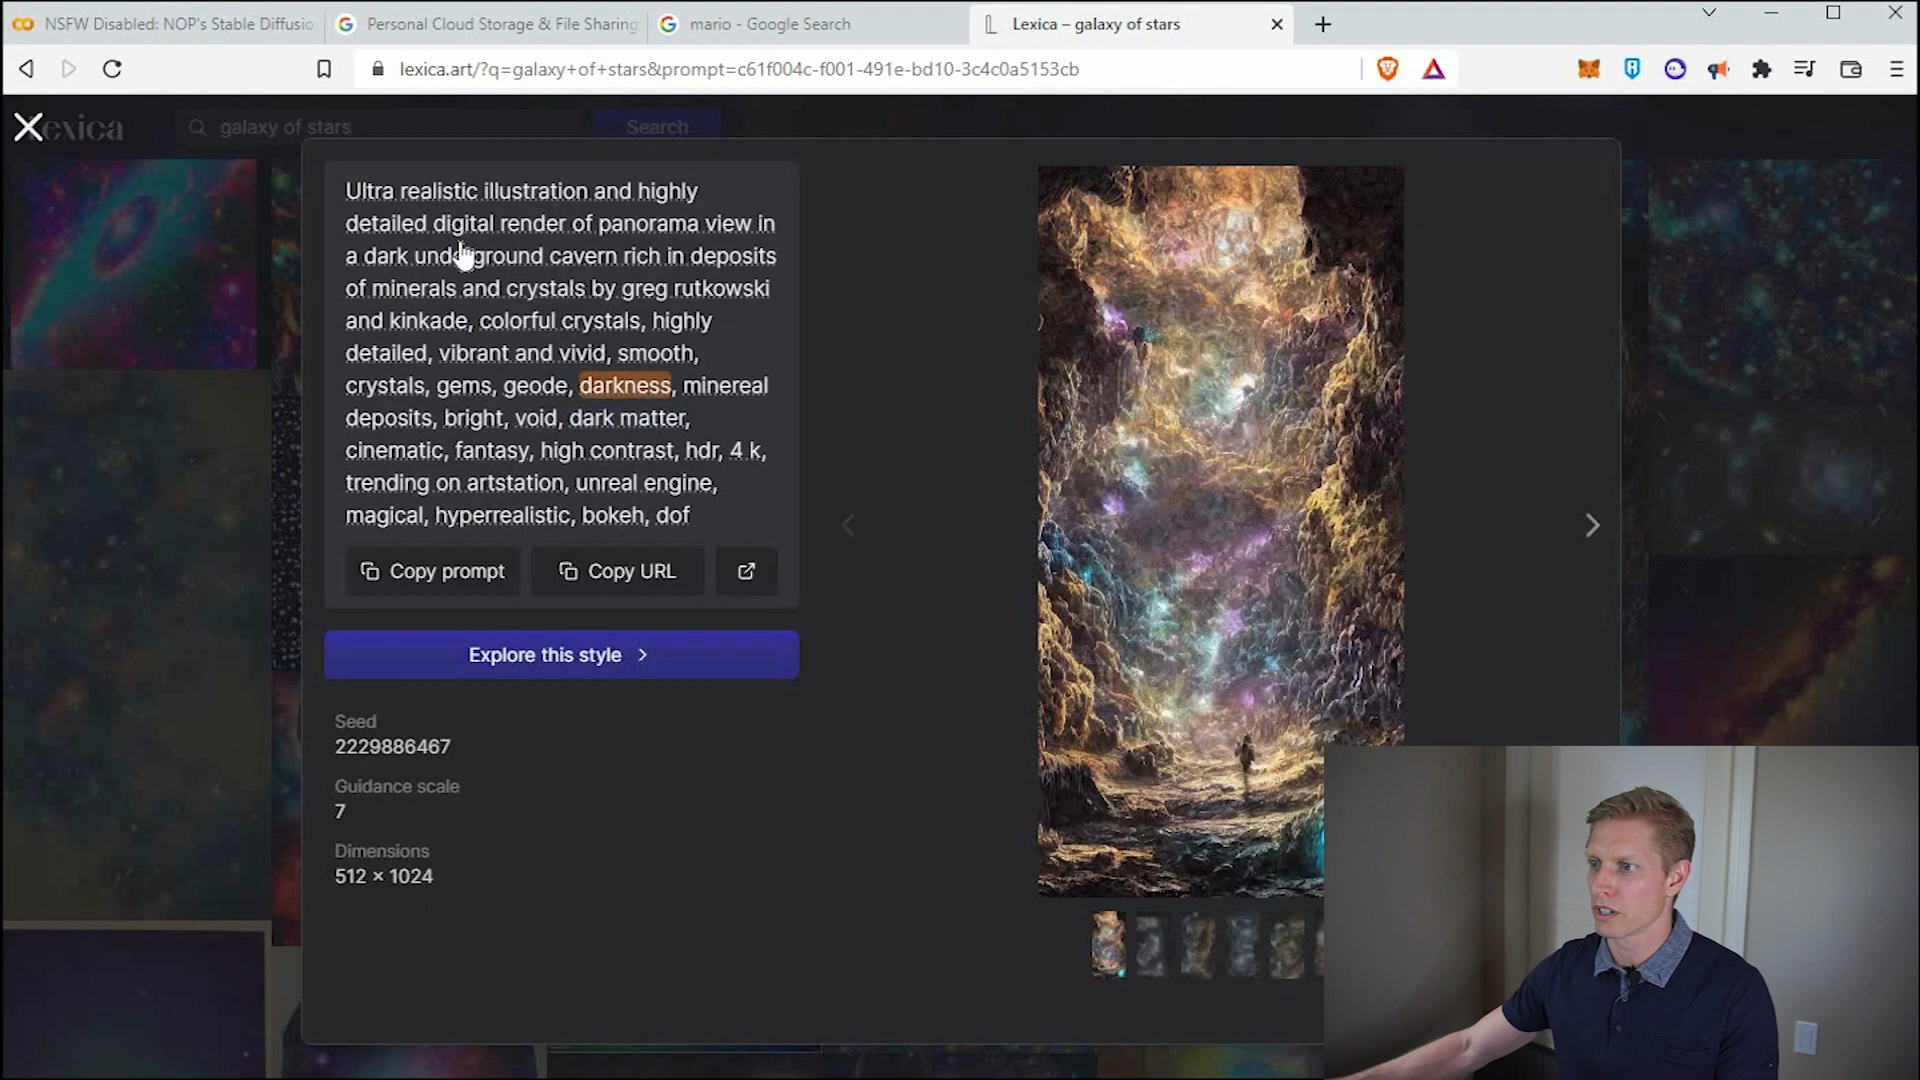 NSFW Disabled: NOP's Stable Diffusio
Personal Cloud Storage & File Sharing
mario - Google Search
Lexica – galaxy of stars
lexica.art/?q=galaxy+of+stars&prompt=c61f004c-f001-491e-bd10-3c4c0a5153cb
Lexica
galaxy of stars
Search
Ultra realistic illustration and highly
detailed digital render of panorama view in
a dark underground cavern rich in deposits
of minerals and crystals by greg rutkowski
and kinkade, colorful crystals, highly
detailed, vibrant and vivid, smooth,
crystals, gems, geode, darkness, minereal
deposits, bright, void, dark matter,
cinematic, fantasy, high contrast, hdr, 4 k,
trending on artstation, unreal engine,
magical, hyperrealistic, bokeh, dof
Copy prompt
Copy URL
Explore this style
Seed
2229886467
Guidance scale
7
Dimensions
512 × 1024